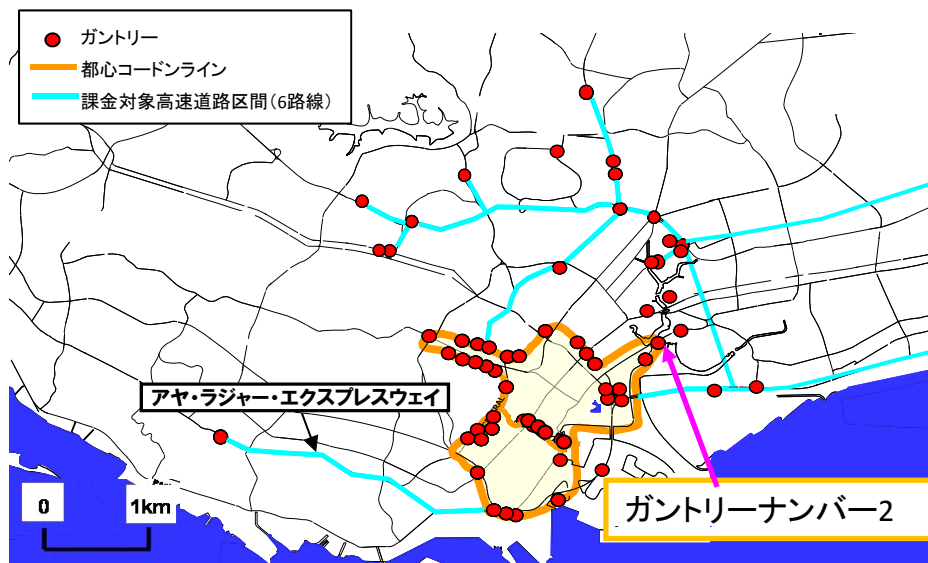 ガントリー
都心コードンライン
課金対象高速道路区間(6路線)
アヤ・ラジャー・エクスプレスウェイ
0 1km
ガントリーナンバー2